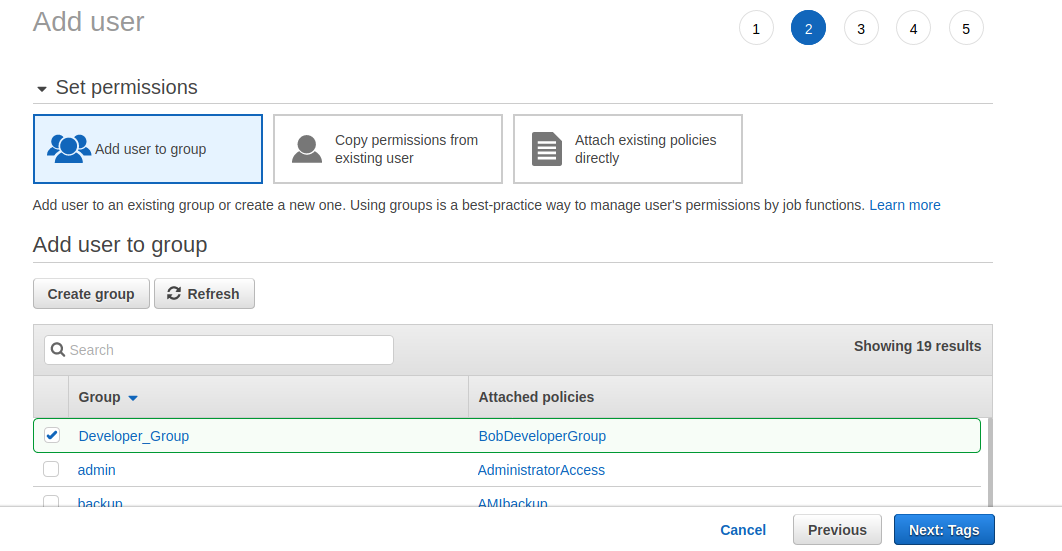 Add user
1 2 3 4 5
Set permissions
Add user to group
Copy permissions from
existing user
Attach existing policies
directly
Add user to an existing group or create a new one. Using groups is a best-practice way to manage user's permissions by job functions. Learn more
Add user to group
Create group Refresh
Search Showing 19 results
Group Attached policies
Developer_Group BobDeveloperGroup
admin AdministratorAccess
backup AMIbackup
Cancel Previous Next: Tags